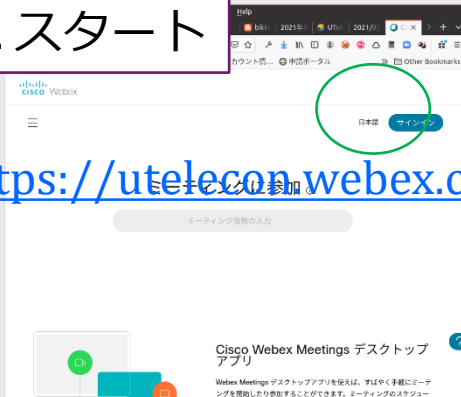 スタート
Help
2021年
UTol
2021/0
C
カウント情...
申請ポータル
Other Bookmarks
cisco Webex
日本語
サインイン
ミーティングに参加
tps://utelecon.webex.c
ミーティング情報の入力
Cisco Webex Meetings デスクトップ
アプリ
Webex Meetings デスクトップアプリを使えば、すばやく手軽にミーテ
ングを開始したり参加することができます。ミーティングのスケジュー